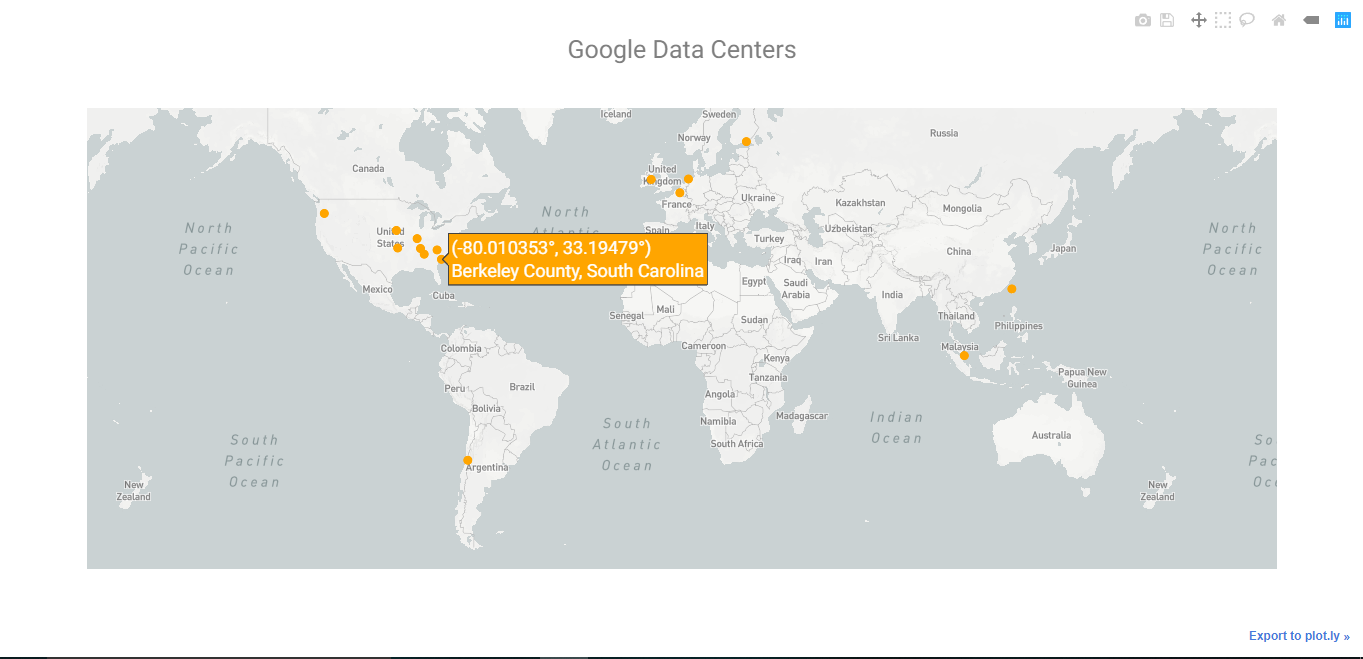 Google Data Centers
Iceland
Sweden
Norway
Russia
Canada
United
Kingdom
Ukraine
France
Kazakhstan
Mongolia
North
Pacific
Ocean
North
Atlantic
United
States
Spain
Italy
Turkey
Uzbekistan
China
Japan
North
Pacific
Ocean
(-80.010353°, 33.19479°)
Berkeley County, South Carolina
Iraq
Iran
Mexico
Cuba
Egypt
Saudi
Arabia
India
Senegal
Mali
Sudan
Thailand
Philippines
Sri Lanka
Colombia
Cameroon
Kenya
Malaysia
Peru
Brazil
Tanzania
Papua New
Guinea
Bolivia
Angola
Madagascar
Namibia
South
Atlantic
Ocean
Indian
Ocean
South Africa
Australia
South
Pacific
Ocean
Argentina
So
Pac
Oce
New
Zealand
New
Zealand
Export to plot.ly »